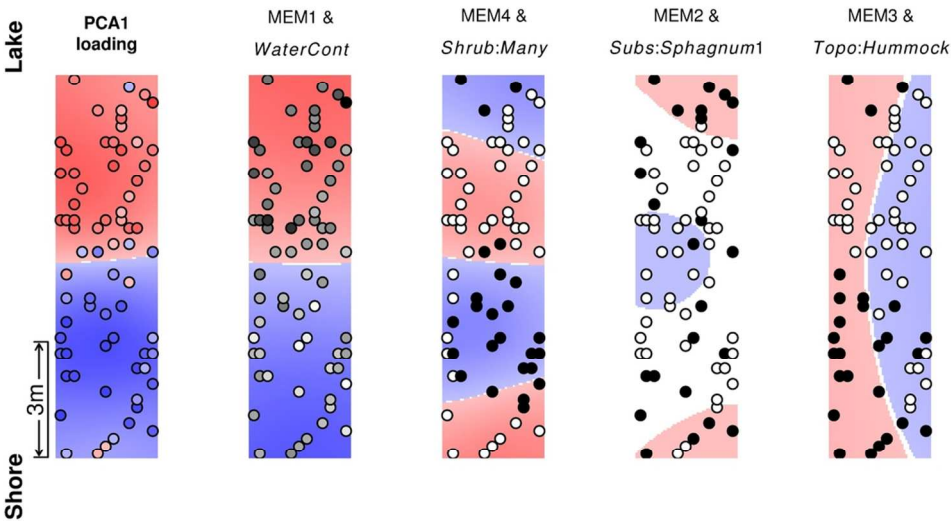 Lake
PCA1
loading
MEM1 &
WaterCont
MEM4 &
Shrub:Many
MEM2 &
Subs:Sphagnum1
MEM3 &
Topo:Hummock
3m
Shore